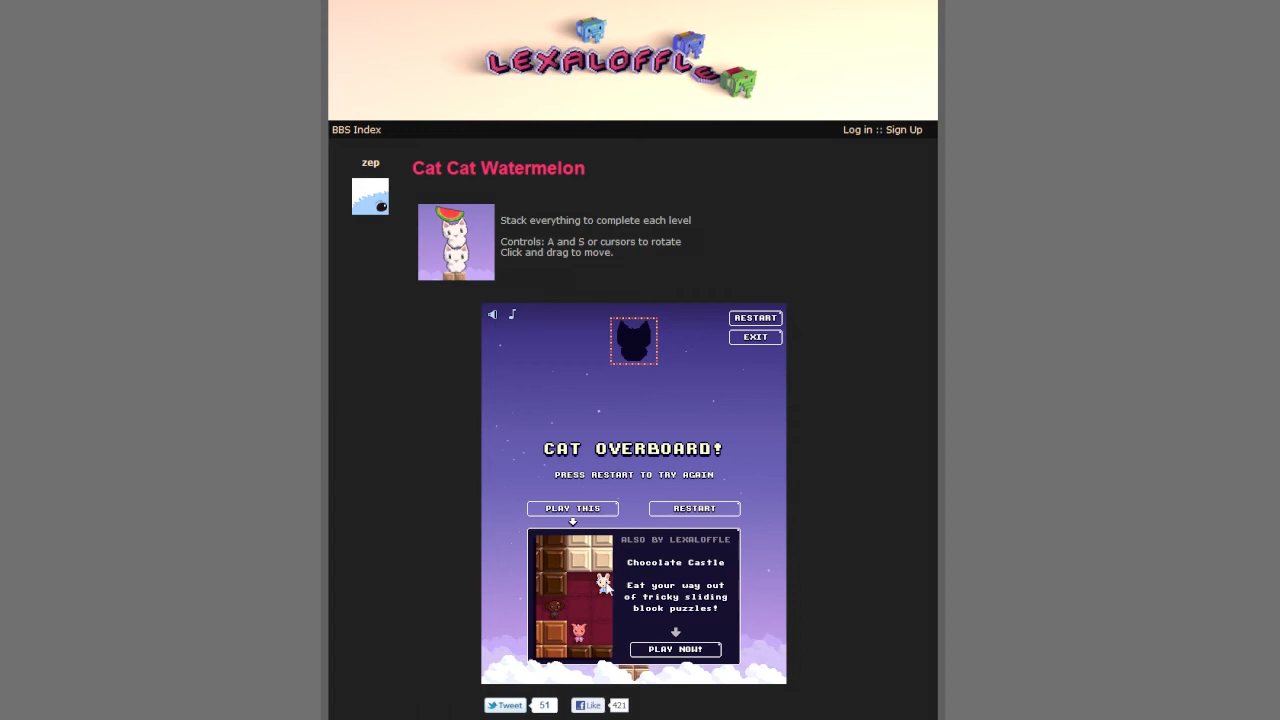 LEXALOFFLE
BBS Index
Log in :: Sign Up
zep
Cat Cat Watermelon
Stack everything to complete each level
Controls: A and S or cursors to rotate
Click and drag to move.
RESTART
EXIT
CAT OVERBOARD!
PRESS RESTART TO TRY AGAIN
PLAY THIS
RESTART
ALSO BY LEXALOFFLE
Chocolate Castle
Eat your way out
of tricky sliding
block puzzles!
PLAY NOW!
Tweet 51 Like 421